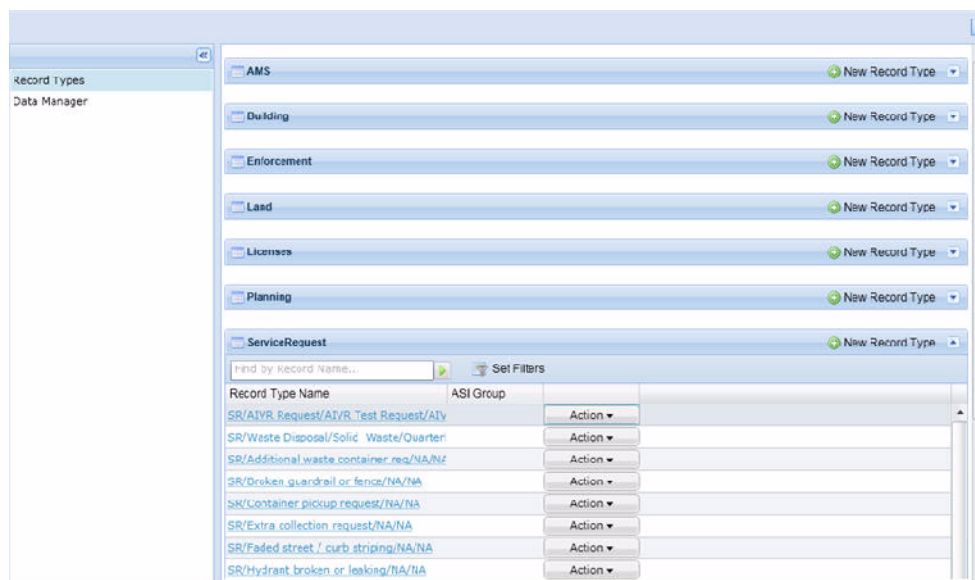 Record Types
Data Manager
AMS New Record Type
Building New Record Type
Enforcement New Record Type
Land New Record Type
Licenses New Record Type
Planning New Record Type
ServiceRequest New Record Type
Find by Record Name... Set Filters
Record Type Name ASI Group
SR/AIVR Request/AIVR Test Request/AIV Action
SR/Waste Disposal/Solid Waste/Quarterl Action
SR/Additional waste container req/NA/NA Action
SR/Broken guardrail or fence/NA/NA Action
SR/Container pickup request/NA/NA Action
SR/Extra collection request/NA/NA Action
SR/Faded street / curb striping/NA/NA Action
SR/Hydrant broken or leaking/NA/NA Action